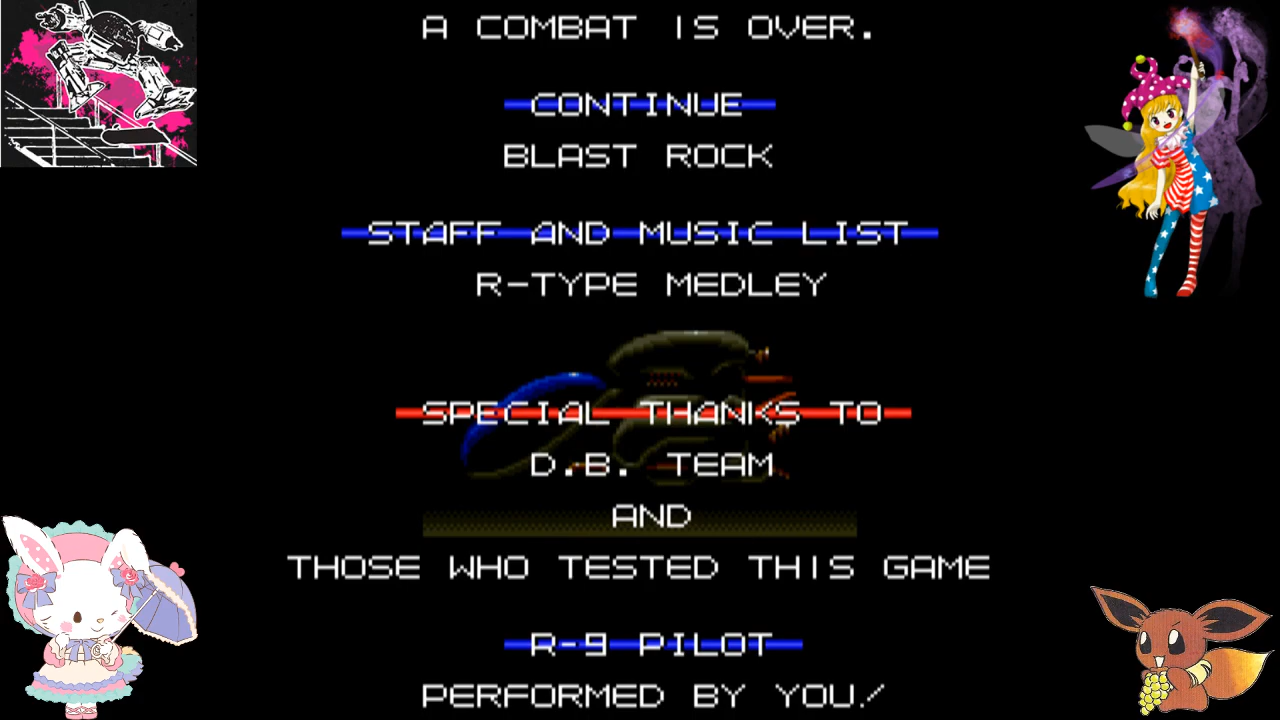 A COMBAT IS OVER.
CONTINUE
BLAST ROCK
STAFF AND MUSIC LIST
R-TYPE MEDLEY
SPECIAL THANKS TO
D.B. TEAM
AND
THOSE WHO TESTED THIS GAME
R-9 PILOT
PERFORMED BY YOU!